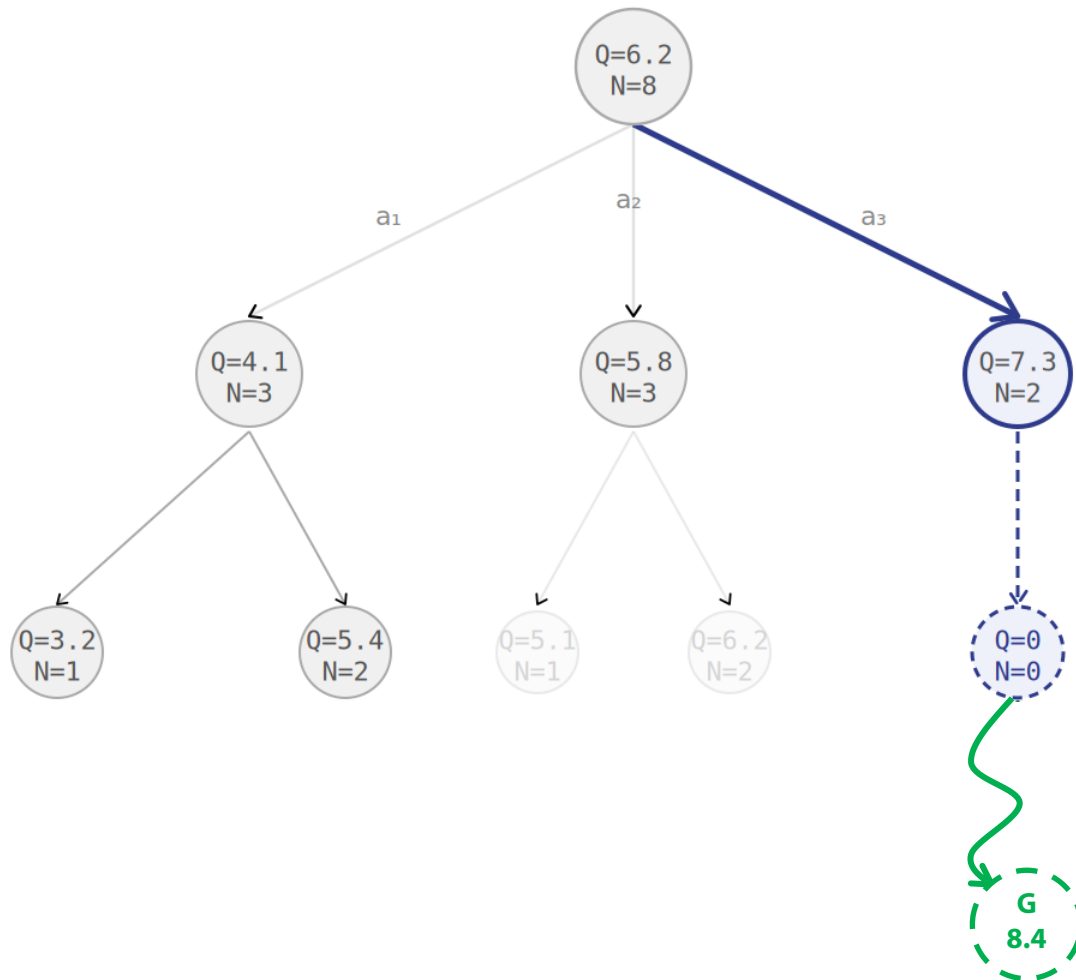 Q=6.2
N=8
a₁
a₂
a₃
Q=4.1
N=3
Q=5.8
N=3
Q=7.3
N=2
Q=3.2
N=1
Q=5.4
N=2
Q=5.1
N=1
Q=6.2
N=2
Q=0
N=0
G
8.4